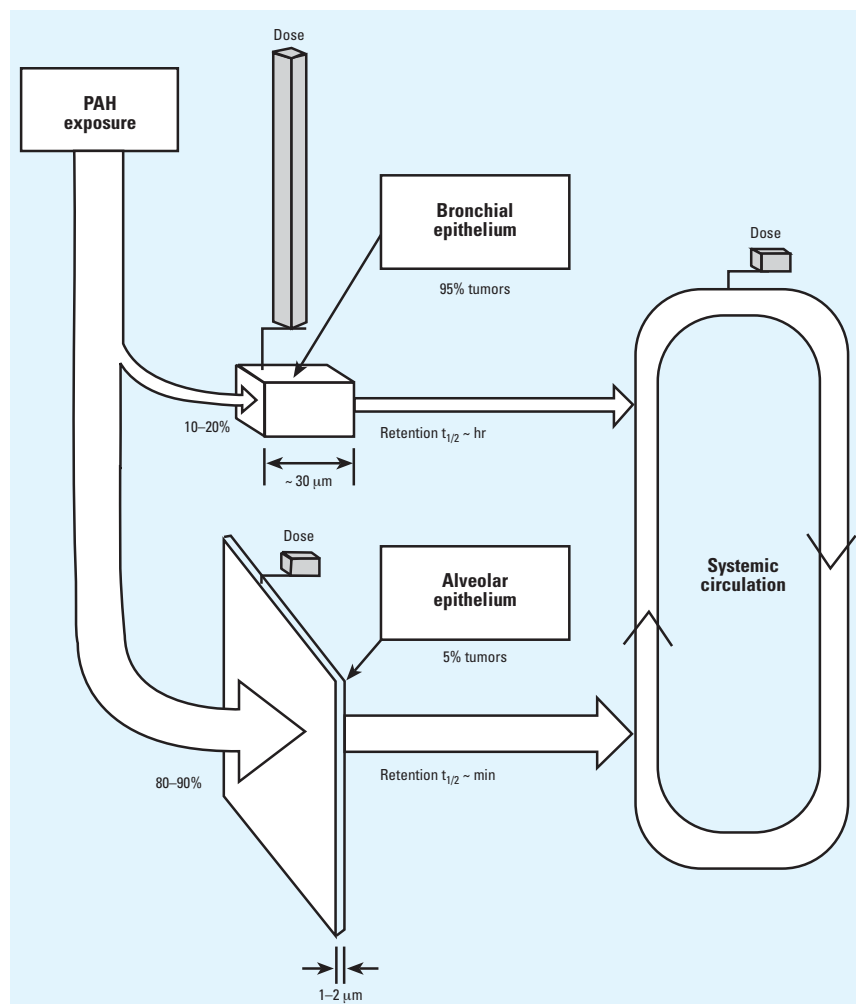 Dose
PAH
exposure
Bronchial
epithelium
95% tumors
Dose
10–20%
Retention t1/2 ~ hr
~ 30 μm
Dose
Alveolar
epithelium
5% tumors
Systemic
circulation
80–90%
Retention t1/2 ~ min
1–2 μm